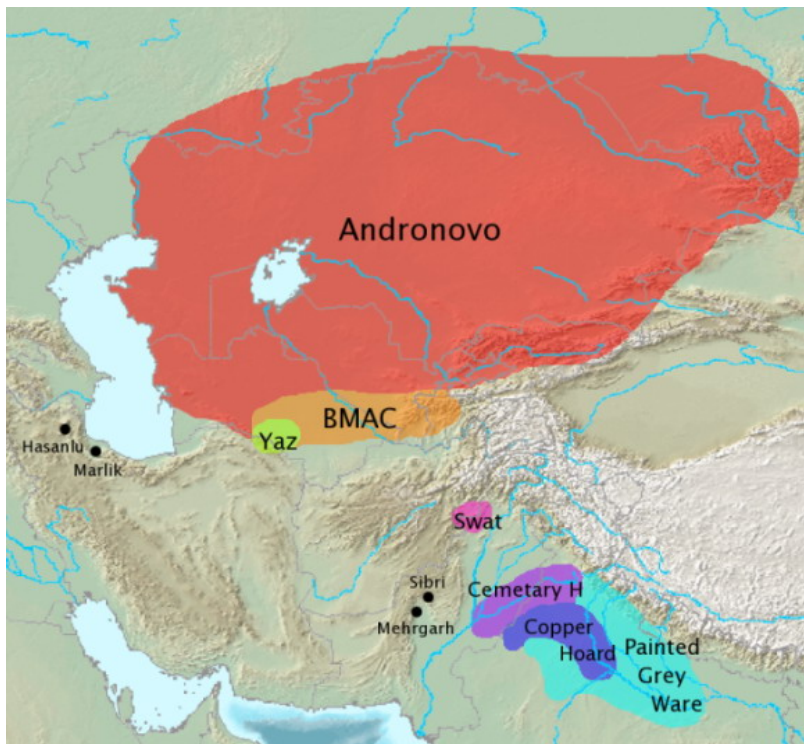 Andronovo
BMAC
Yaz
Hasanlu
Marlik
Swat
Sibri
Mehrgarh
Cemetary H
Copper
Hoard
Painted
Grey
Ware